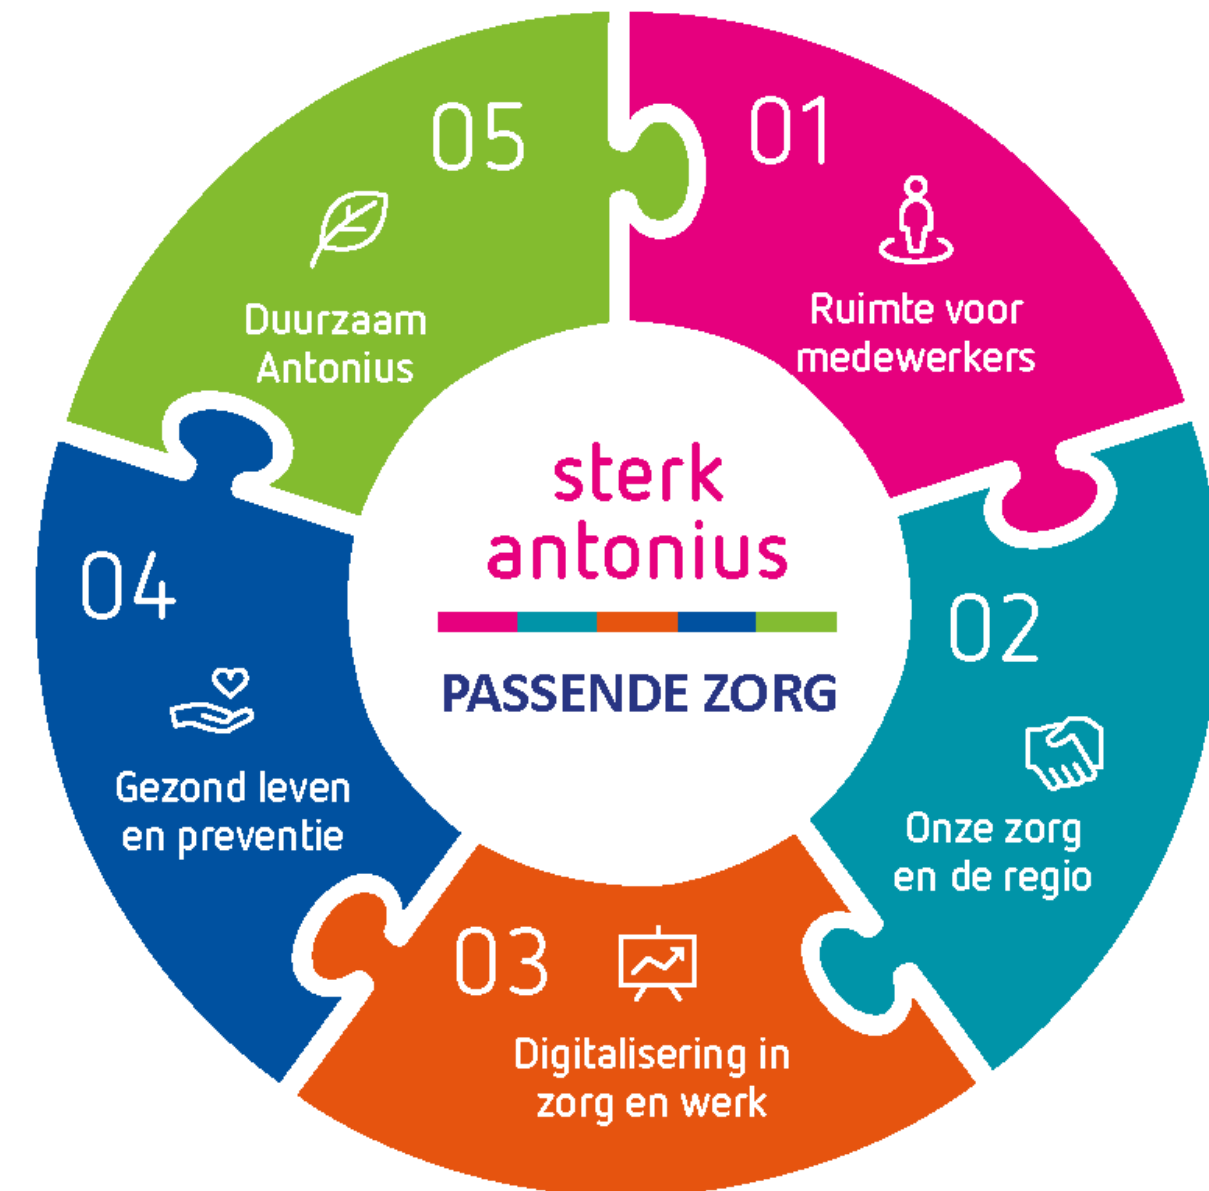 05
01
Duurzaam
Antonius
Ruimte voor
medewerkers
sterk
antonius
PASSENDE ZORG
04
Gezond leven
en preventie
02
Onze zorg
en de regio
03
Digitalisering in
zorg en werk